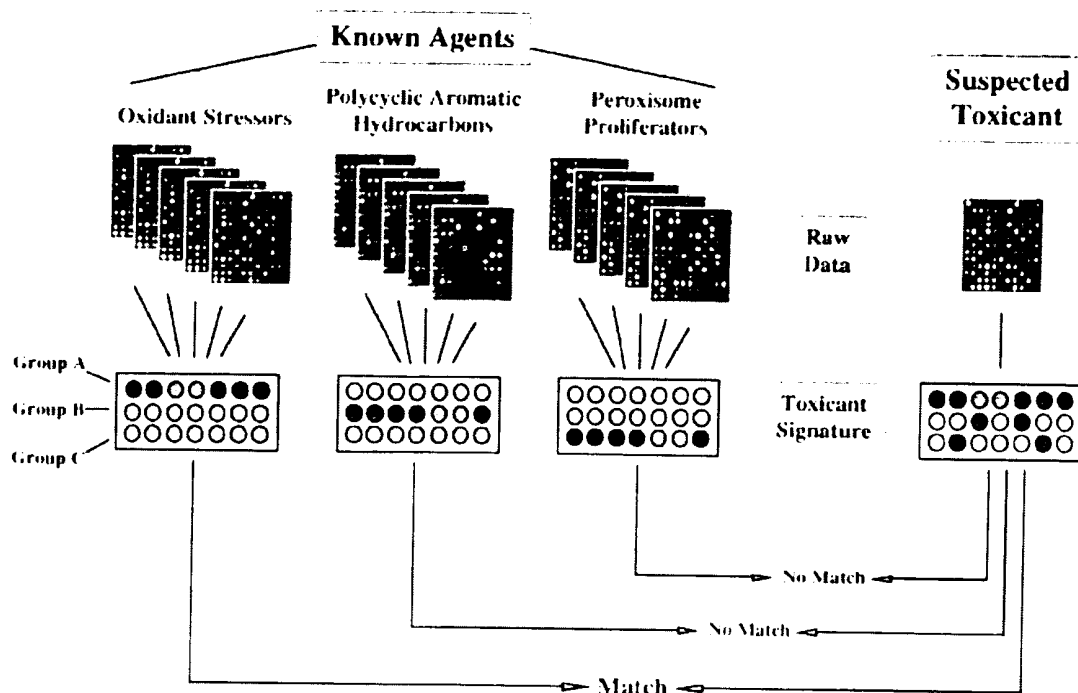 Known Agents
Suspected
Toxicant
Oxidant Stressors
Polycyclic Aromatic
Hydrocarbons
Peroxisome
Proliferators
Raw
Data
Group A
Group B
Group C
Toxicant
Signature
No Match
No Match
Match